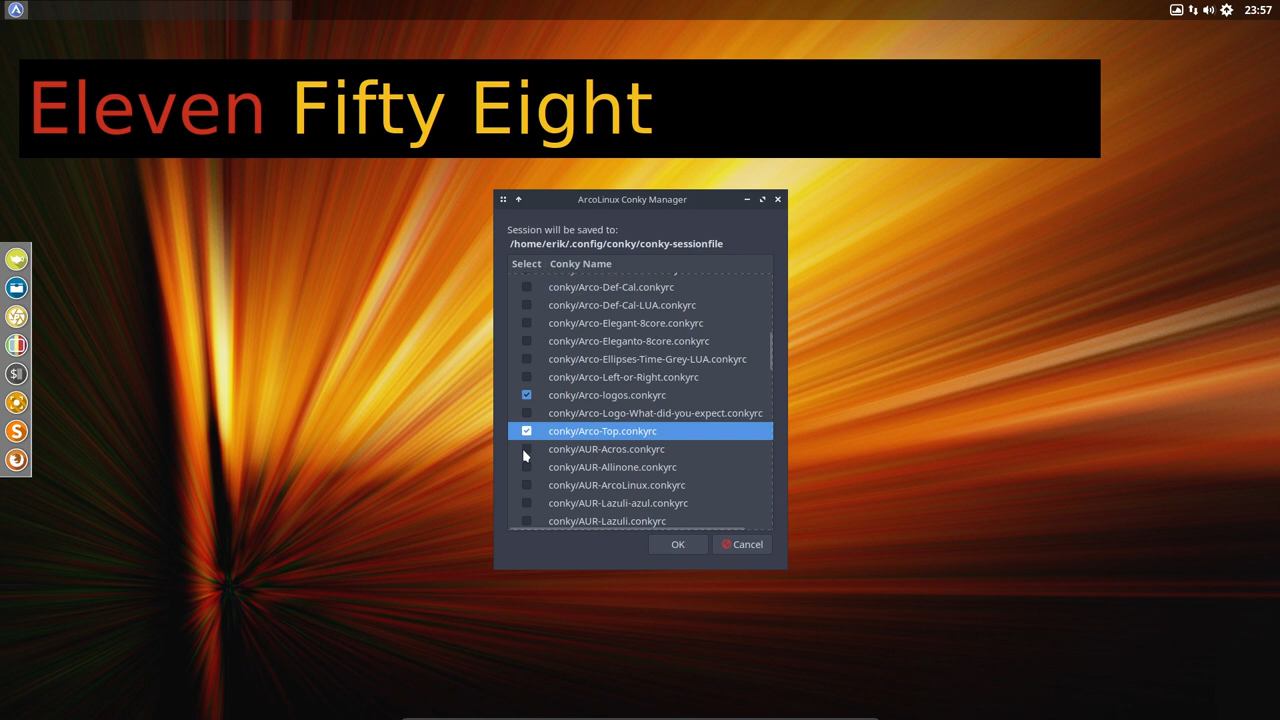 23:57
Eleven Fifty Eight
ArcoLinux Conky Manager
Session will be saved to:
/home/erik/.config/conky/conky-sessionfile
Select Conky Name
conky/Arco-Def-Cal.conkyrc
conky/Arco-Def-Cal-LUA.conkyrc
conky/Arco-Elegant-8core.conkyrc
conky/Arco-Eleganto-8core.conkyrc
conky/Arco-Ellipses-Time-Grey-LUA.conkyrc
conky/Arco-Left-or-Right.conkyrc
conky/Arco-logos.conkyrc
conky/Arco-Logo-What-did-you-expect.conkyrc
conky/Arco-Top.conkyrc
conky/AUR-Acros.conkyrc
conky/AUR-Allinone.conkyrc
conky/AUR-ArcoLinux.conkyrc
conky/AUR-Lazuli-azul.conkyrc
conky/AUR-Lazuli.conkyrc
OK Cancel